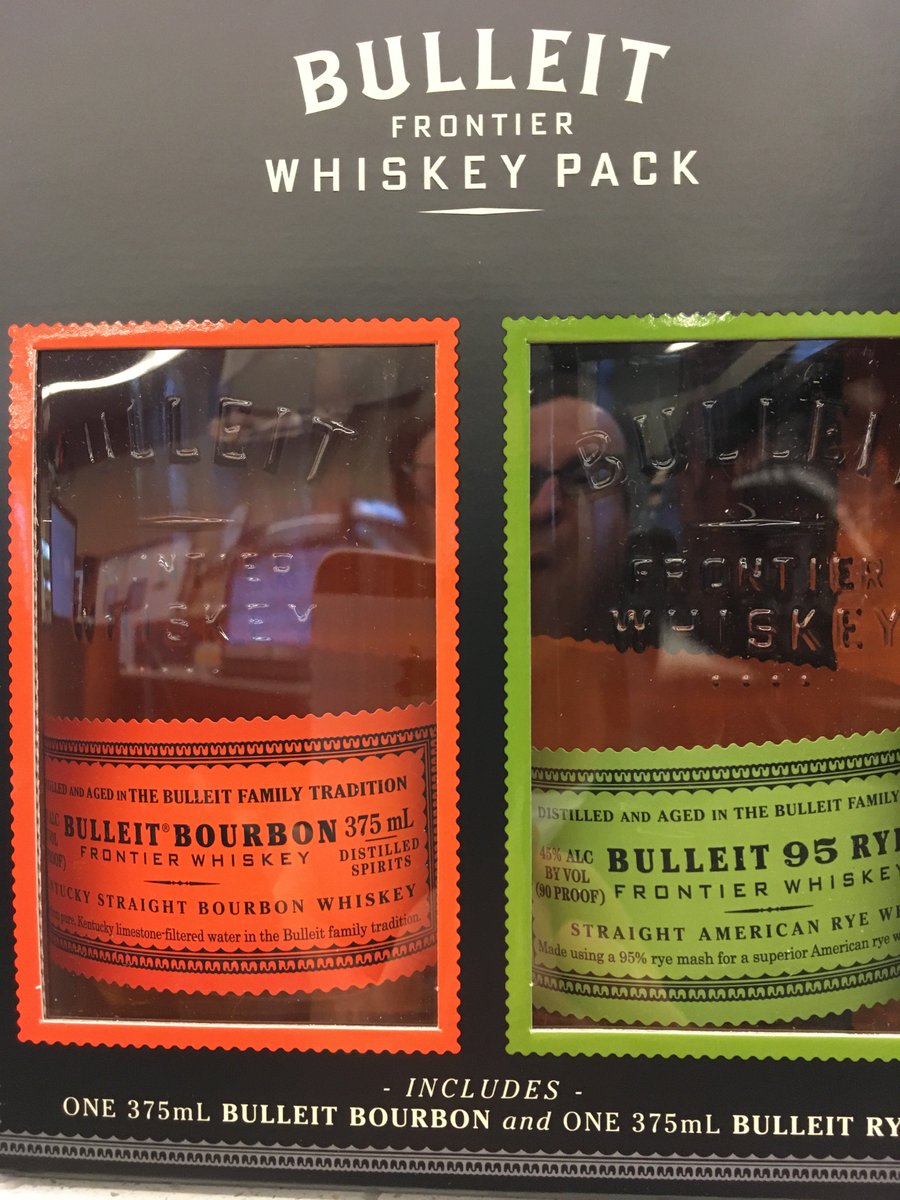 BULLEIT
FRONTIER
WHISKEY PACK
BULLEIT
WHISKEY
AND AGED IN THE BULLEIT FAMILY TRADITION
BULLEIT® BOURBON 375 mL
FRONTIER WHISKEY
DISTILLED
SPIRITS
STRAIGHT BOURBON WHISKEY
pure, Kentucky limestone-filtered water in the Bulleit family tradition.
BULLEIT
FRONTIER
WHISKEY
DISTILLED AND AGED IN THE BULLEIT FAMILY
45% ALC
BY VOL
(90 PROOF)
BULLEIT 95 RYE
FRONTIER WHISKEY
STRAIGHT AMERICAN RYE
Made using a 95% rye mash for a superior American rye
- INCLUDES -
ONE 375mL BULLEIT BOURBON and ONE 375mL BULLEIT RY